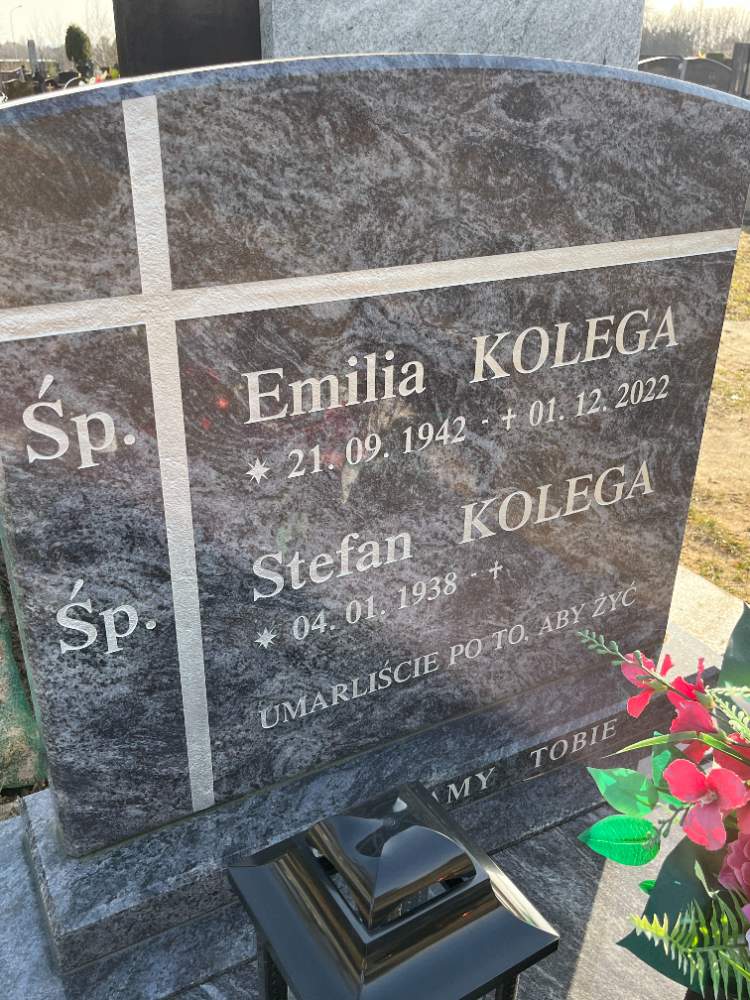 Śp. Emilia KOLEGA
* 21. 09. 1942 - † 01. 12. 2022
Śp. Stefan KOLEGA
* 04. 01. 1938 - †
UMARLIŚCIE PO TO, ABY ŻYĆ
TOBIE